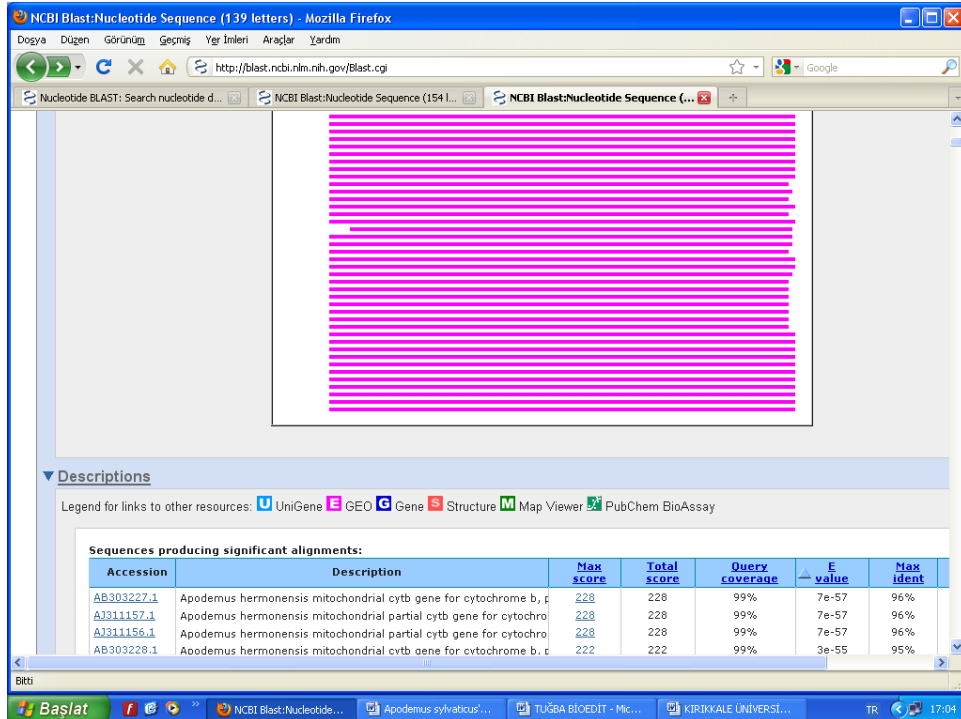 NCBI Blast:Nucleotide Sequence (139 letters) - Mozilla Firefox
Dosya Düzen Görünüm Geçmiş Yer İmleri Araçlar Yardım
http://blast.ncbi.nlm.nih.gov/Blast.cgi Google
Nucleotide BLAST: Search nucleotide d... NCBI Blast:Nucleotide Sequence (154 l... NCBI Blast:Nucleotide Sequence (...
Descriptions
Legend for links to other resources: U UniGene E GEO G Gene S Structure M Map Viewer PubChem BioAssay
Sequences producing significant alignments:
Accession Description Max score Total score Query coverage E value Max ident
AB303227.1 Apodemus hermonensis mitochondrial cytb gene for cytochrome b, p 228 228 99% 7e-57 96%
AJ311157.1 Apodemus hermonensis mitochondrial partial cytb gene for cytochro 228 228 99% 7e-57 96%
AJ311156.1 Apodemus hermonensis mitochondrial partial cytb gene for cytochro 228 228 99% 7e-57 96%
AB303228.1 Apodemus hermonensis mitochondrial cytb gene for cytochrome b, p 222 222 99% 3e-55 95%
Bitti
Başlat NCBI Blast:Nucleotide... Apodemus sylvaticus'... TUĞBA BİOEDİT - Mic... KIRIKKALE ÜNİVERSİ... TR 17:04